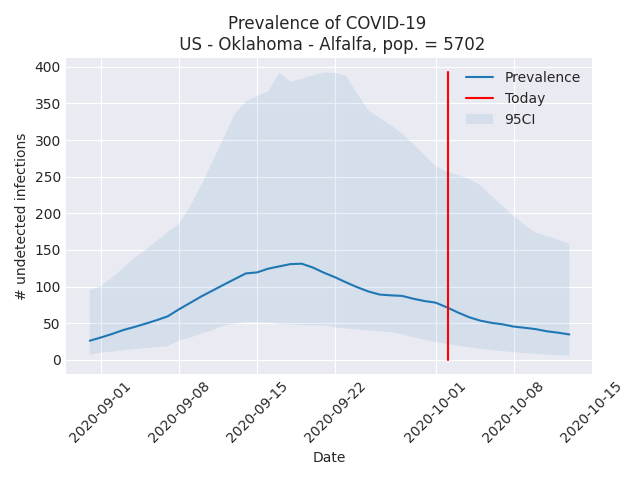 Prevalence of COVID-19
US - Oklahoma - Alfalfa, pop. = 5702
400
350
300
250
200
150
100
50
0
# undetected infections
Prevalence
Today
95CI
2020-09-01
2020-09-08
2020-09-15
2020-09-22
2020-10-01
2020-10-08
2020-10-15
Date